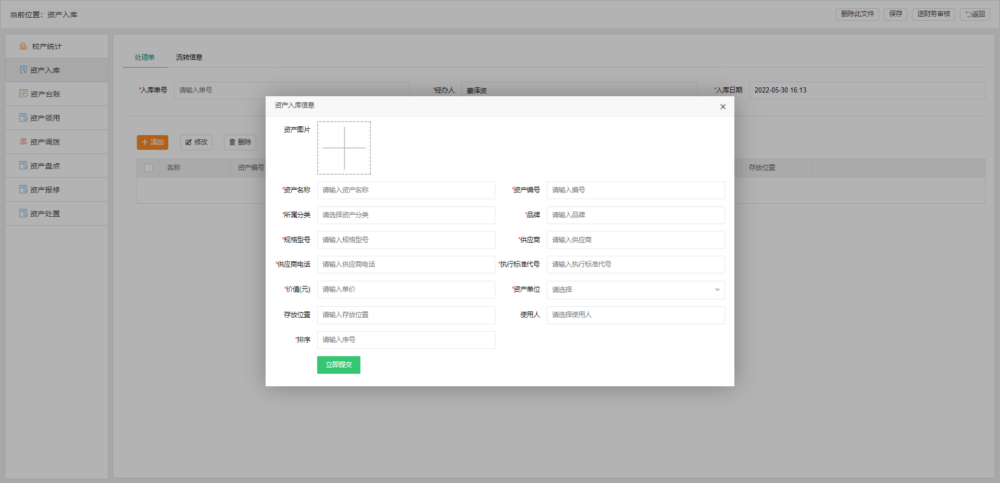 当前位置：资产入库
删除此文件 保存 送财务审核 返回
校产统计
资产入库
资产台账
资产领用
资产调拨
资产盘点
资产报修
资产处置
处理单 流转信息
*入库单号 请输入单号 *经办人 姜泽波 *入库日期 2022-05-30 16:13
添加 修改 删除
名称 资产编号 存放位置
资产入库信息
资产图片
*资产名称 请输入资产名称 *资产编号 请输入编号
*所属分类 请选择资产分类 *品牌 请输入品牌
*规格型号 请输入规格型号 *供应商 请输入供应商
*供应商电话 请输入供应商电话 *执行标准代号 请输入执行标准代号
*价值(元) 请输入单价 *资产单位 请选择
存放位置 请输入存放位置 使用人 请选择使用人
*排序 请输入序号
立即提交